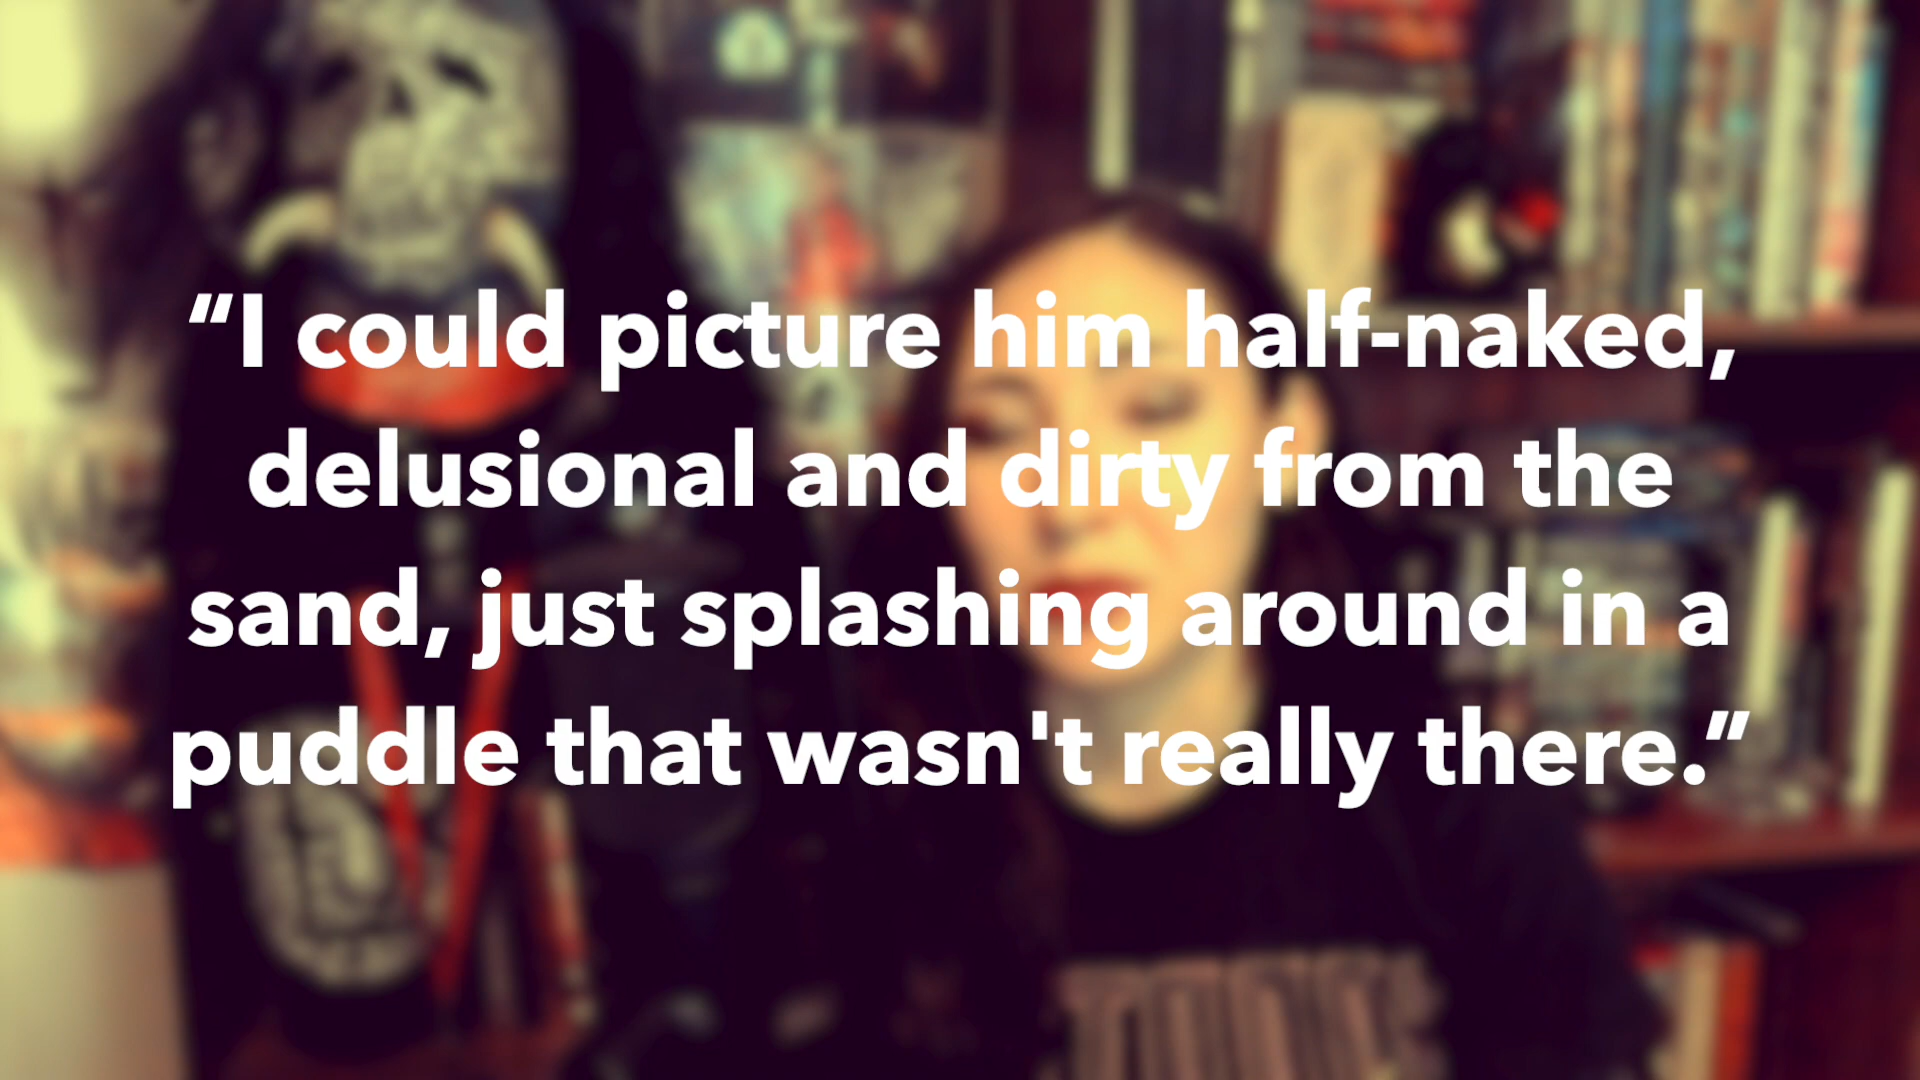 “I could picture him half-naked,
delusional and dirty from the
sand, just splashing around in a
puddle that wasn't really there.”